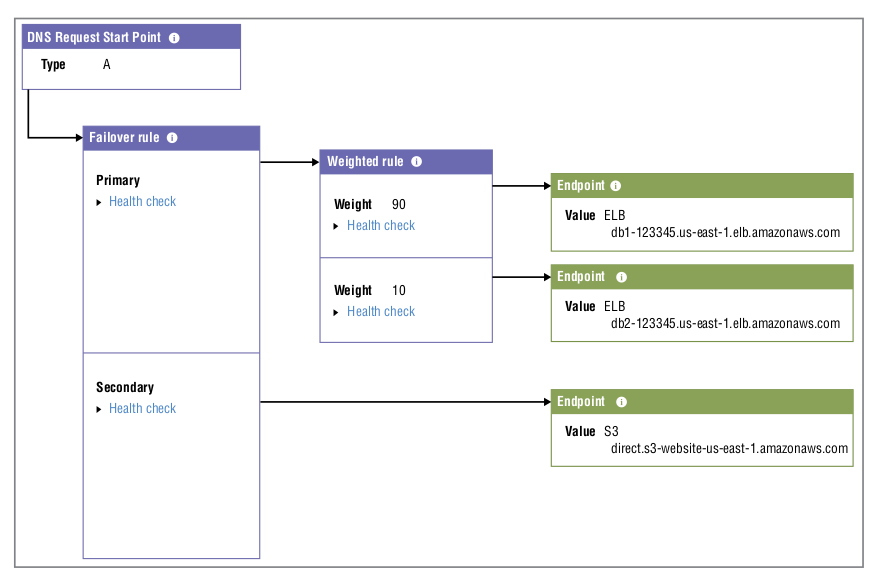 DNS Request Start Point i
Type A
Failover rule i
Primary
Health check
Secondary
Health check
Weighted rule i
Weight 90
Health check
Weight 10
Health check
Endpoint i
Value ELB
db1-123345.us-east-1.elb.amazonaws.com
Endpoint i
Value ELB
db2-123345.us-east-1.elb.amazonaws.com
Endpoint i
Value S3
direct.s3-website-us-east-1.amazonaws.com